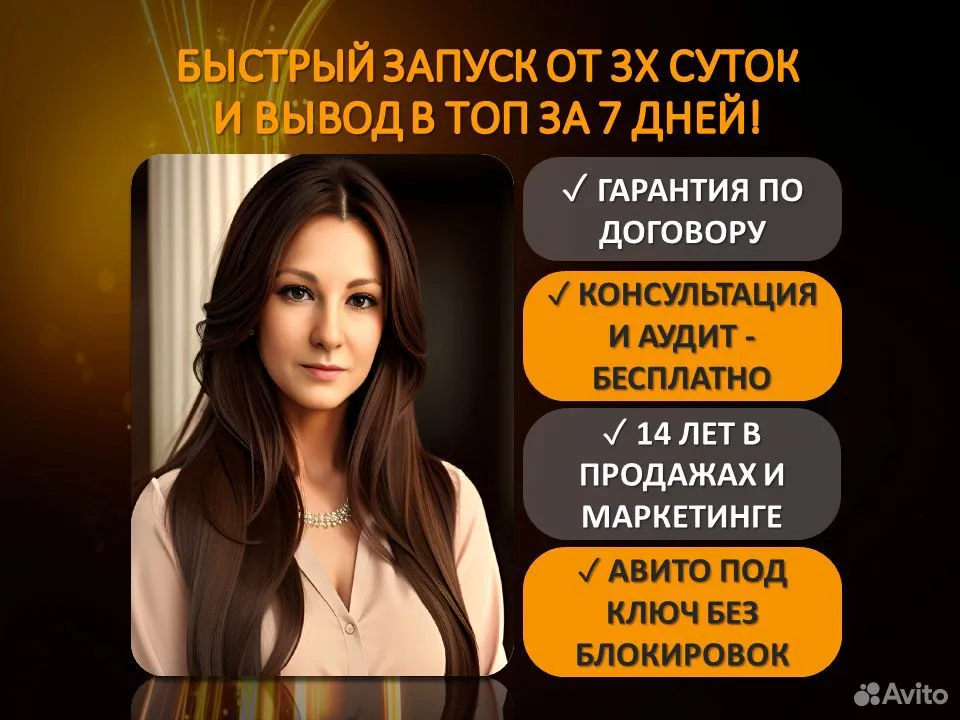 БЫСТРЫЙ ЗАПУСК ОТ 3Х СУТОК
И ВЫВОД В ТОП ЗА 7 ДНЕЙ!
✓ ГАРАНТИЯ ПО
ДОГОВОРУ
✓ КОНСУЛЬТАЦИЯ
И АУДИТ -
БЕСПЛАТНО
✓ 14 ЛЕТ В
ПРОДАЖАХ И
МАРКЕТИНГЕ
✓ АВИТО ПОД
КЛЮЧ БЕЗ
БЛОКИРОВОК
Avito